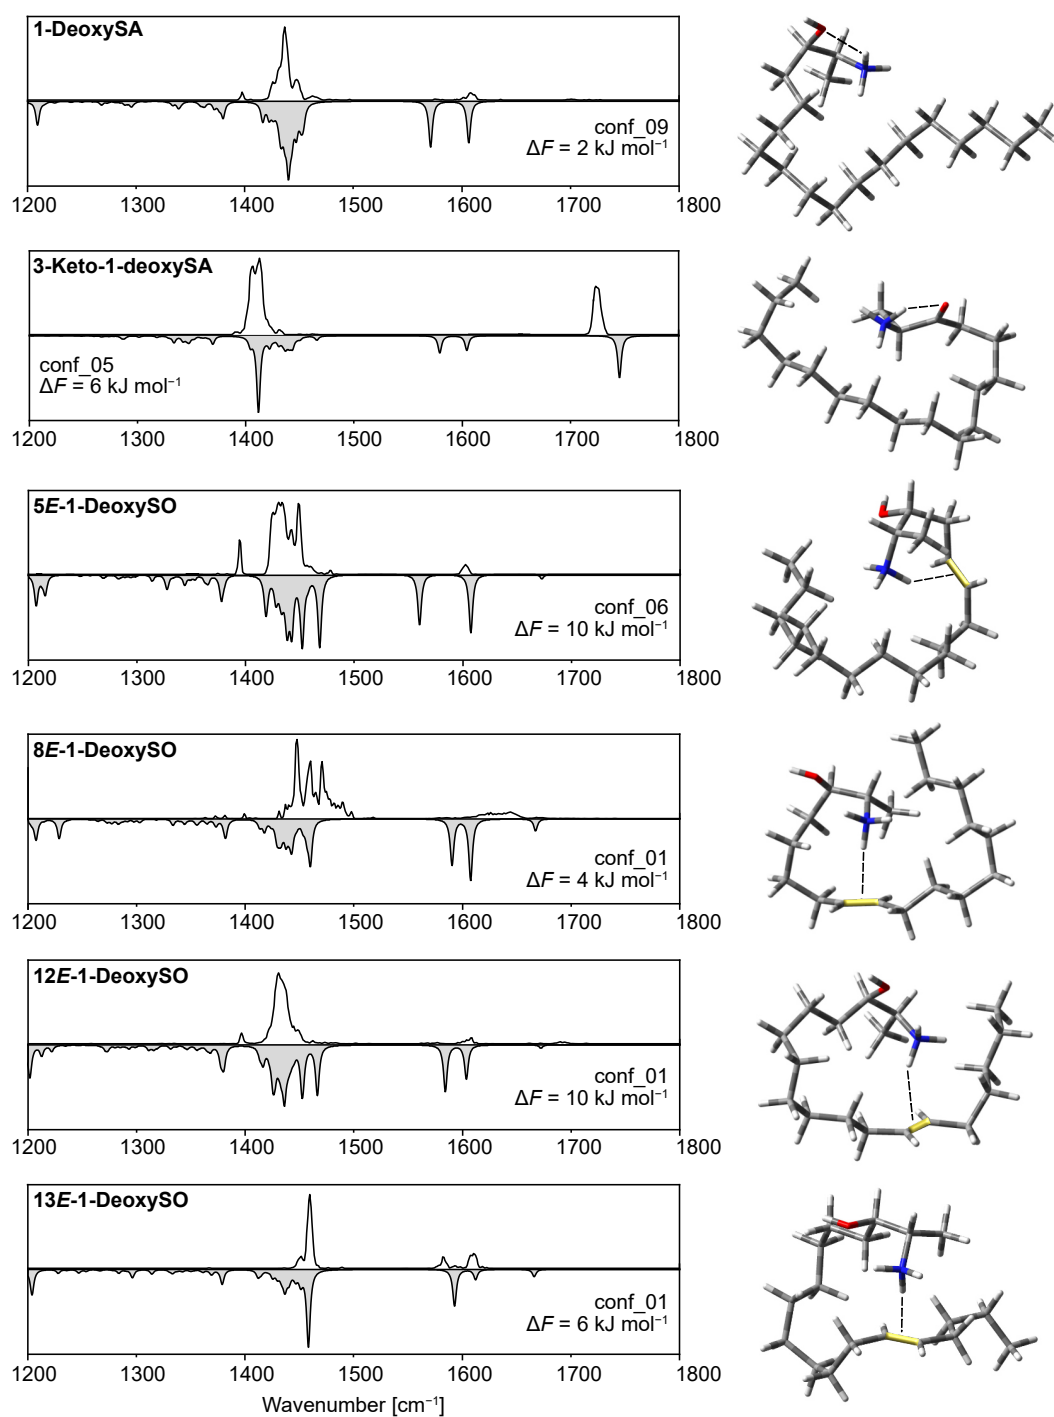 1-DeoxySA
conf_09
ΔF = 2 kJ mol⁻¹
1200 1300 1400 1500 1600 1700 1800
3-Keto-1-deoxySA
conf_05
ΔF = 6 kJ mol⁻¹
1200 1300 1400 1500 1600 1700 1800
5E-1-DeoxySO
conf_06
ΔF = 10 kJ mol⁻¹
1200 1300 1400 1500 1600 1700 1800
8E-1-DeoxySO
conf_01
ΔF = 4 kJ mol⁻¹
1200 1300 1400 1500 1600 1700 1800
12E-1-DeoxySO
conf_01
ΔF = 10 kJ mol⁻¹
1200 1300 1400 1500 1600 1700 1800
13E-1-DeoxySO
conf_01
ΔF = 6 kJ mol⁻¹
1200 1300 1400 1500 1600 1700 1800
Wavenumber [cm⁻¹]